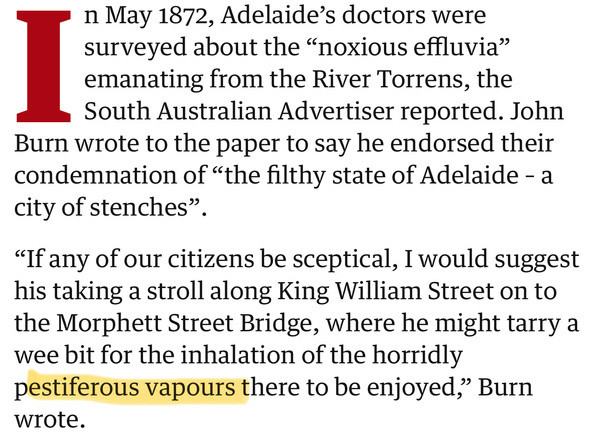 In May 1872, Adelaide’s doctors were
surveyed about the “noxious effluvia”
emanating from the River Torrens, the
South Australian Advertiser reported. John
Burn wrote to the paper to say he endorsed their
condemnation of “the filthy state of Adelaide – a
city of stenches”.
“If any of our citizens be sceptical, I would suggest
his taking a stroll along King William Street on to
the Morphett Street Bridge, where he might tarry a
wee bit for the inhalation of the horridly
pestiferous vapours there to be enjoyed,” Burn
wrote.